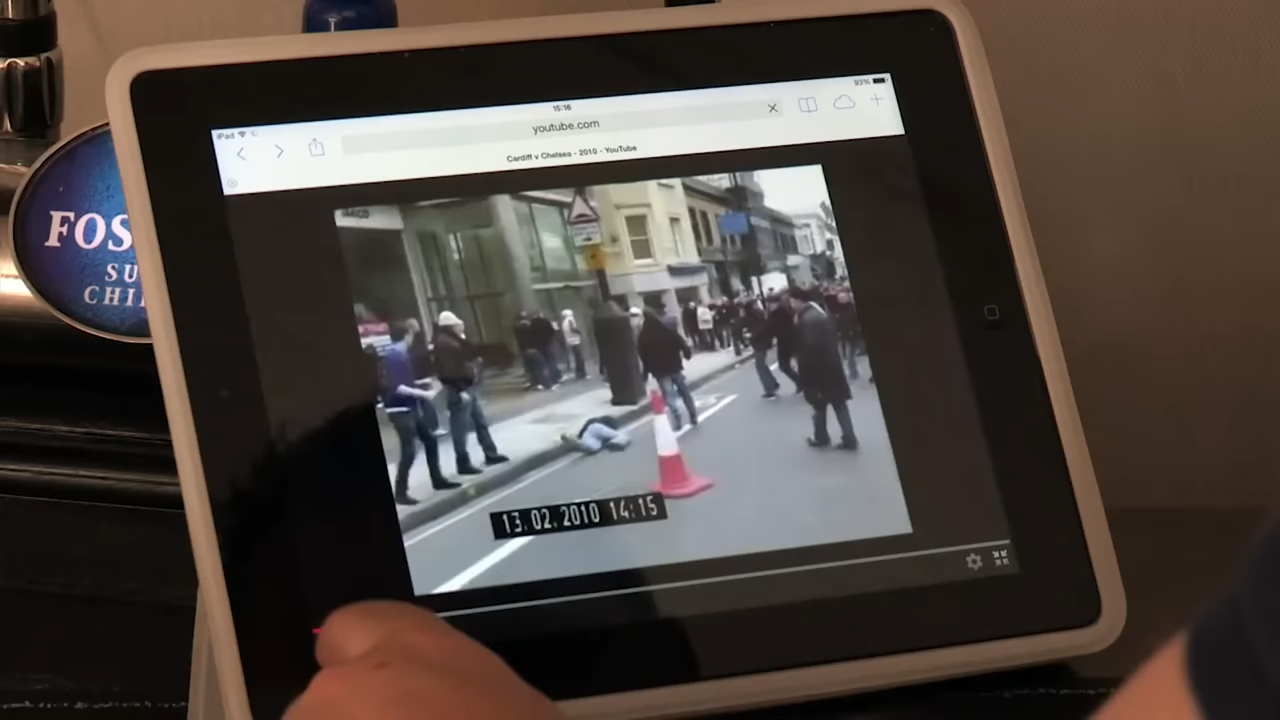 iPad
15:16
93%
youtube.com
Cardiff v Chelsea - 2010 - YouTube
FOS
SU
CHI
13.02.2010 14:15